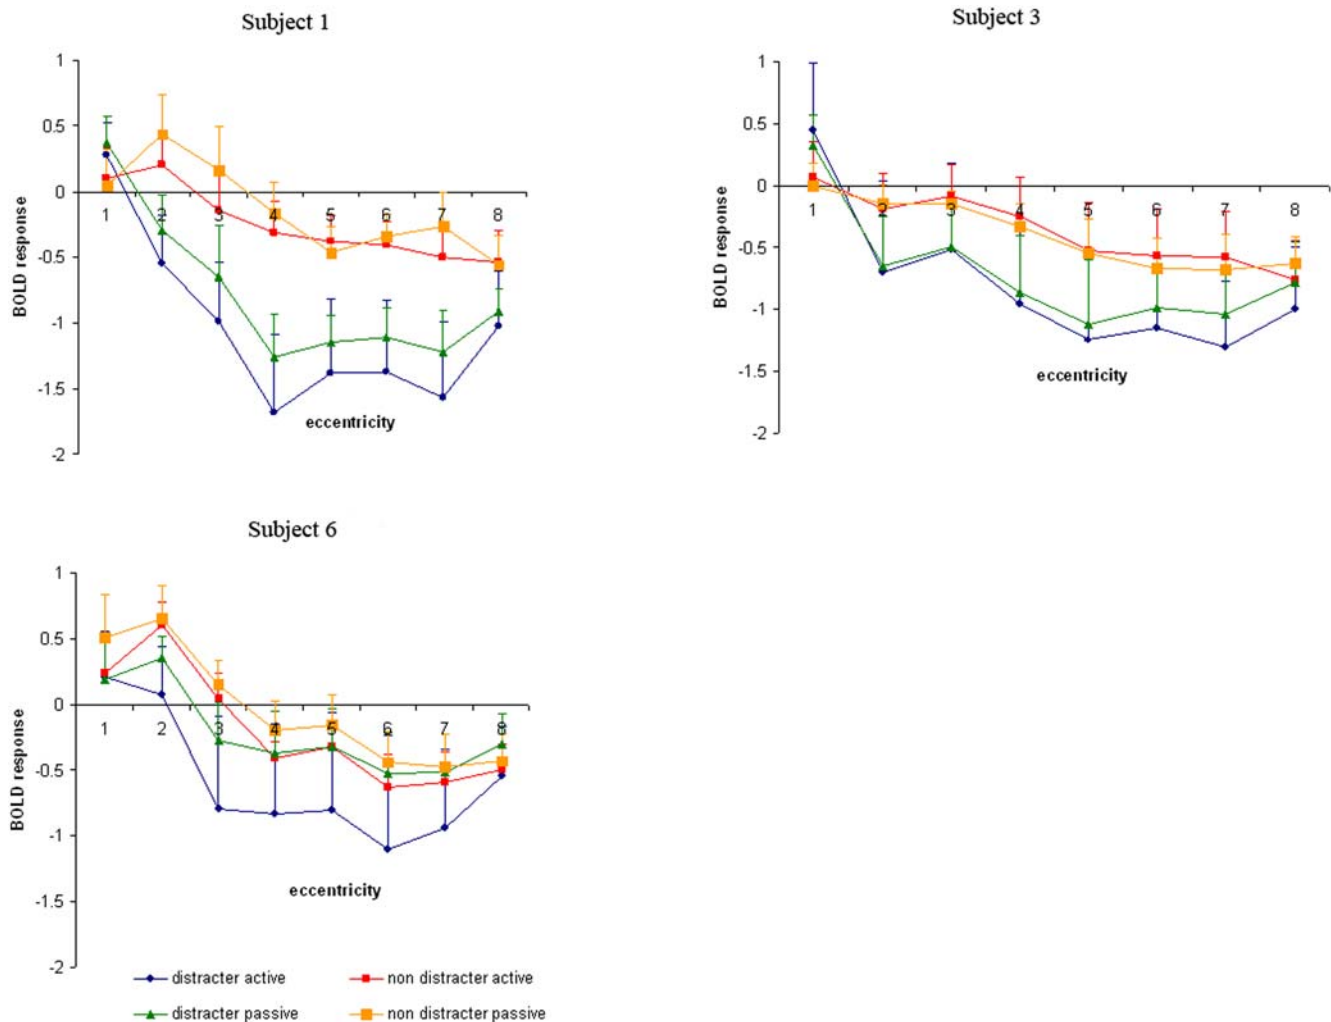 Subject 1
1
0.5
0
-0.5
-1
-1.5
-2
BOLD response
1 2 3 4 5 6 7 8
eccentricity
Subject 3
1
0.5
0
-0.5
-1
-1.5
-2
BOLD response
1 2 3 4 5 6 7 8
eccentricity
Subject 6
1
0.5
0
-0.5
-1
-1.5
-2
BOLD response
1 2 3 4 5 6 7 8
eccentricity
distracter active non distracter active
distracter passive non distracter passive